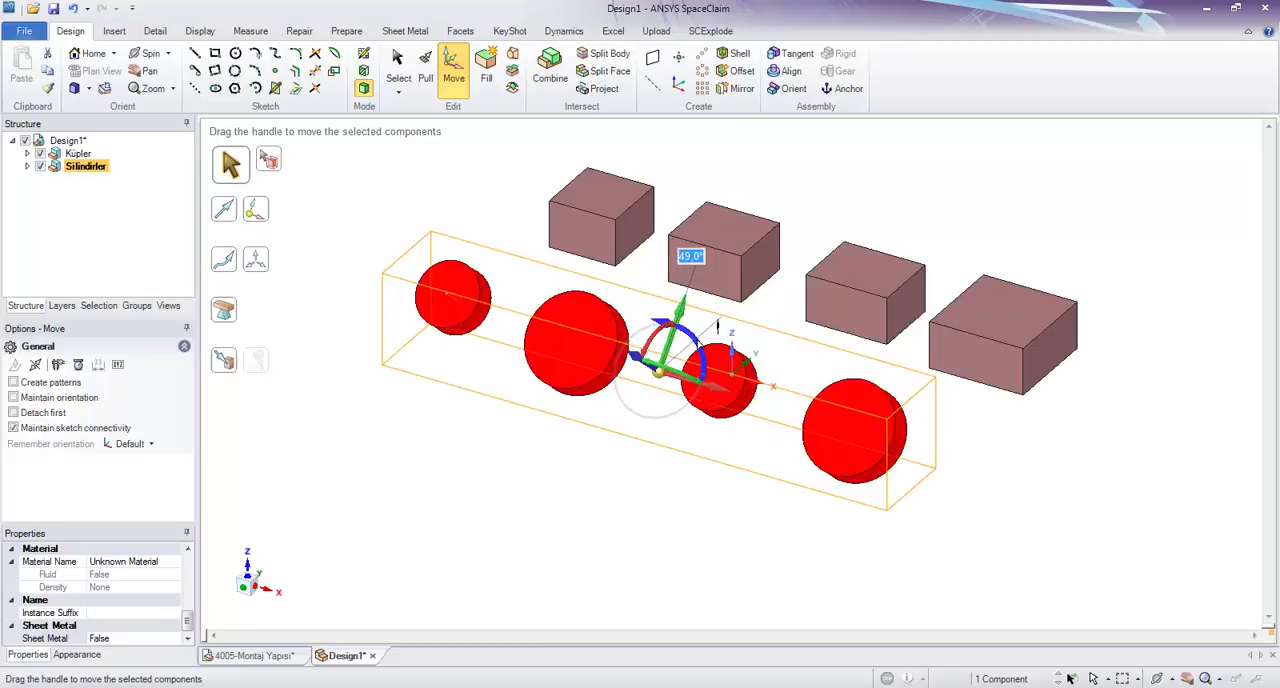 Design1 - ANSYS SpaceClaim
File Design Insert Detail Display Measure Repair Prepare Sheet Metal Facets KeyShot Dynamics Excel Upload SCExplode
Paste
Home
Plan View
Spin
Pan
Zoom
Select
Pull
Move
Fill
Combine
Split Body
Split Face
Project
Shell
Offset
Mirror
Tangent
Align
Orient
Rigid
Gear
Anchor
Clipboard Orient Sketch Mode Edit Intersect Create Assembly
Structure
Design1*
Küpler
Silindirler
Structure Layers Selection Groups Views
Options - Move
General
XYZ
Create patterns
Maintain orientation
Detach first
Maintain sketch connectivity
Remember orientation Default
Properties
Material
Material Name Unknown Material
Fluid False
Density None
Name
Instance Suffix
Sheet Metal
Sheet Metal False
Properties Appearance
Drag the handle to move the selected components
49.0°
Z
Y
X
Z
Y
X
4005-Montaj Yapısı*
Design1*
Drag the handle to move the selected components
1 Component